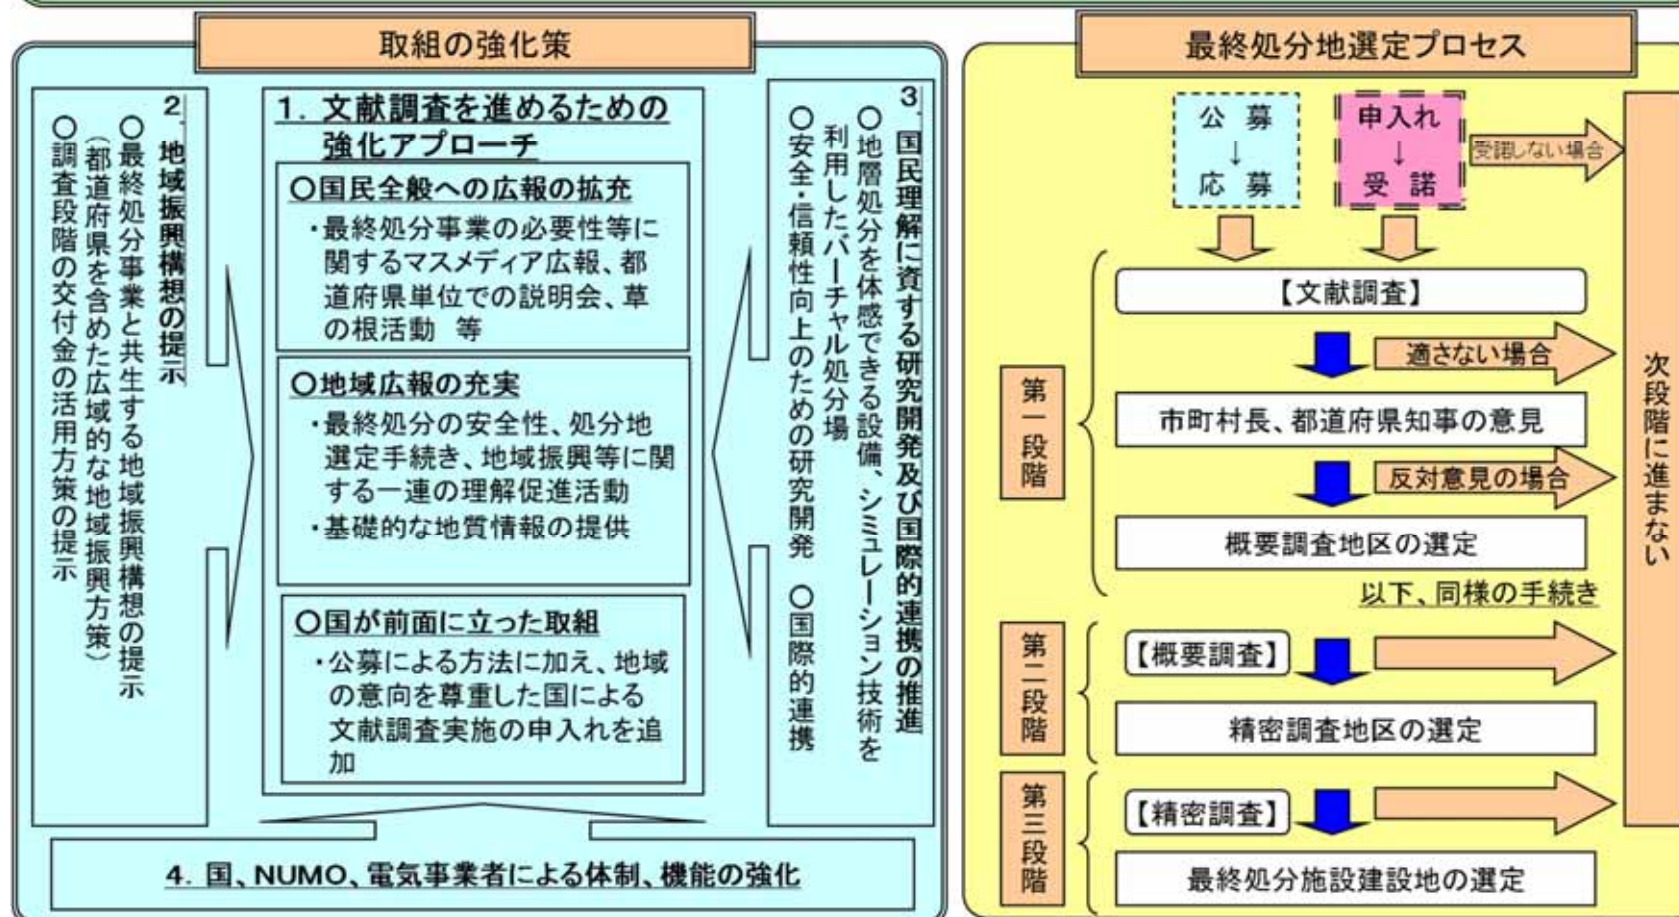 取組の強化策
2. 地域振興構想の提示
○最終処分事業と共生する地域振興構想の提示
(都道府県を含めた広域的な地域振興方策)
○調査段階の交付金の活用方策の提示
1. 文献調査を進めるための
強化アプローチ
○国民全般への広報の拡充
・最終処分事業の必要性等に
関するマスメディア広報、都
道府県単位での説明会、草
の根活動 等
○地域広報の充実
・最終処分の安全性、処分地
選定手続き、地域振興等に関
する一連の理解促進活動
・基礎的な地質情報の提供
○国が前面に立った取組
・公募による方法に加え、地域
の意向を尊重した国による
文献調査実施の申入れを追
加
3. 国民理解に資する研究開発及び国際的連携の推進
○地層処分を体感できる設備、シミュレーション技術を
利用したバーチャル処分場
○安全・信頼性向上のための研究開発 ○国際的連携
4. 国、NUMO、電気事業者による体制、機能の強化
最終処分地選定プロセス
公 募
↓
応 募
申入れ
↓
受 諾
受諾しない場合
第一段階
【文献調査】
適さない場合
市町村長、都道府県知事の意見
反対意見の場合
概要調査地区の選定
以下、同様の手続き
第二段階
【概要調査】
精密調査地区の選定
第三段階
【精密調査】
最終処分施設建設地の選定
次段階に進まない